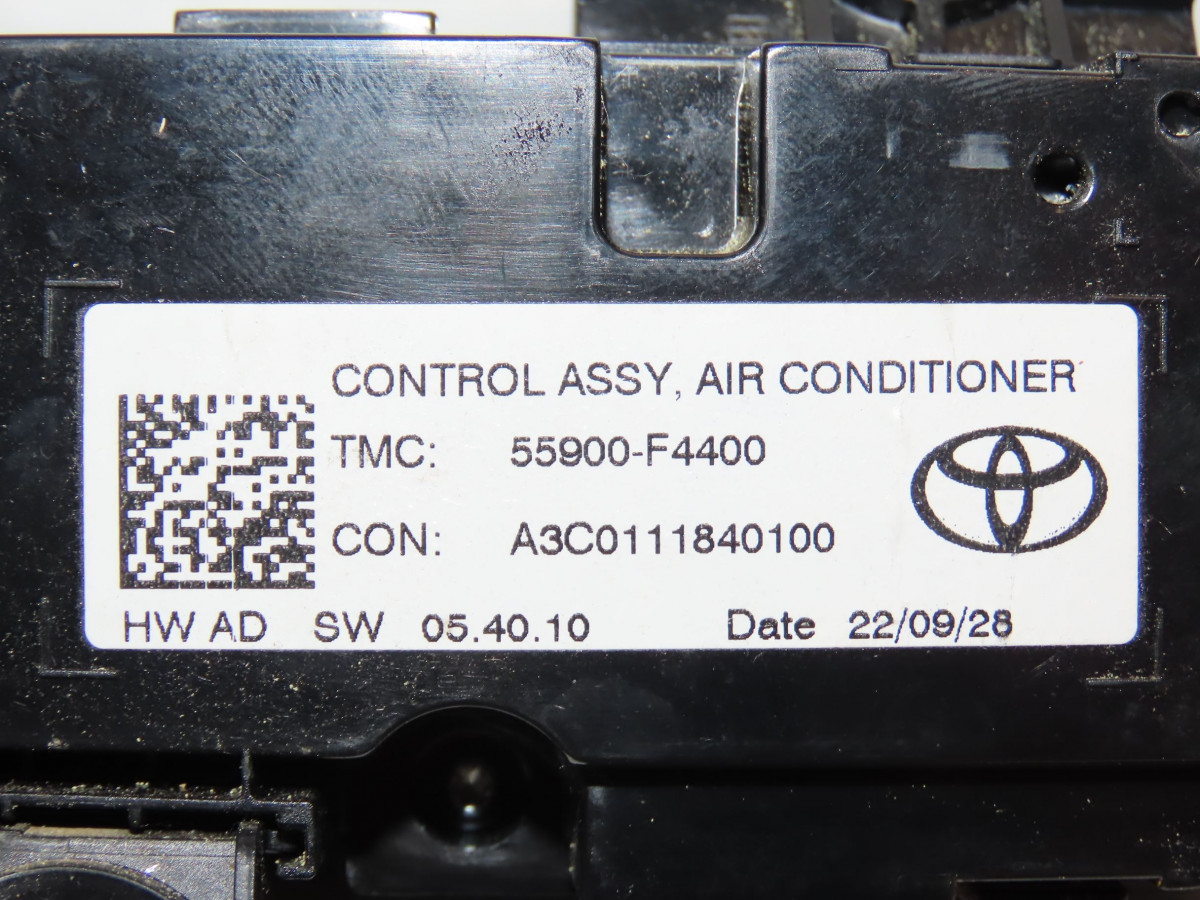 CONTROL ASSY, AIR CONDITIONER
TMC: 55900-F4400
CON: A3C0111840100
HW AD SW 05.40.10 Date 22/09/28